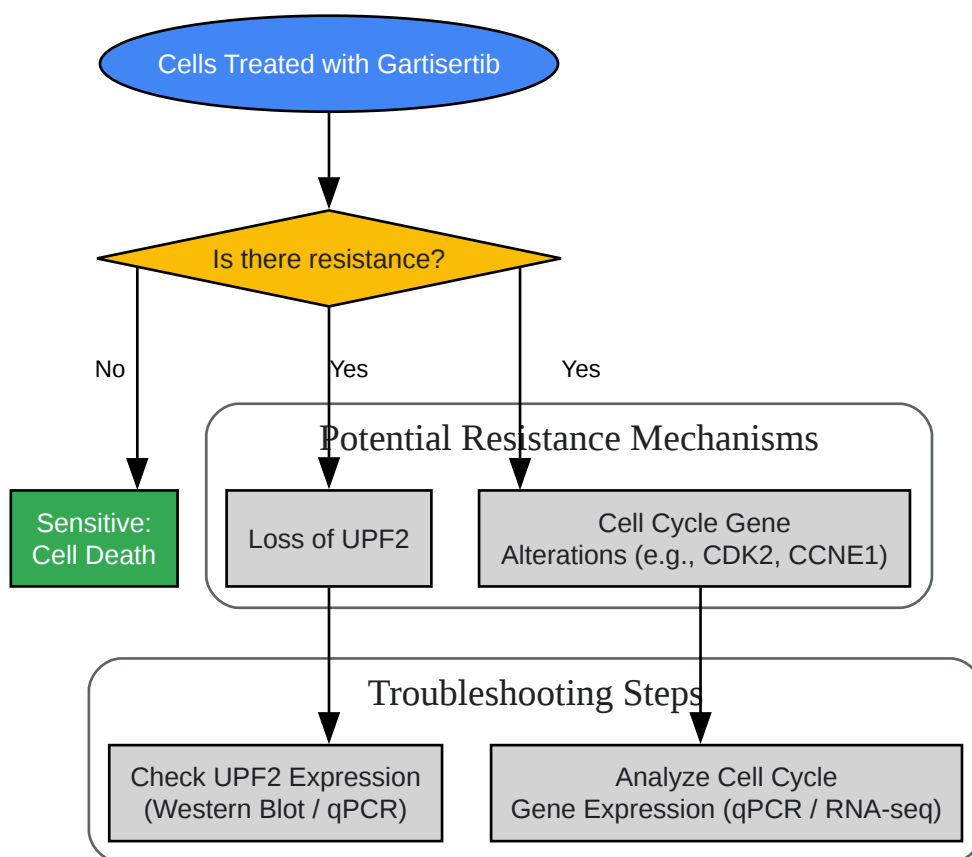 Cells Treated with Gartisertib
Is there resistance?
No
Yes
Yes
Potential Resistance Mechanisms
Sensitive:
Cell Death
Loss of UPF2
Cell Cycle Gene
Alterations (e.g., CDK2, CCNE1)
Troubleshooting Steps
Check UPF2 Expression
(Western Blot / qPCR)
Analyze Cell Cycle
Gene Expression (qPCR / RNA-seq)